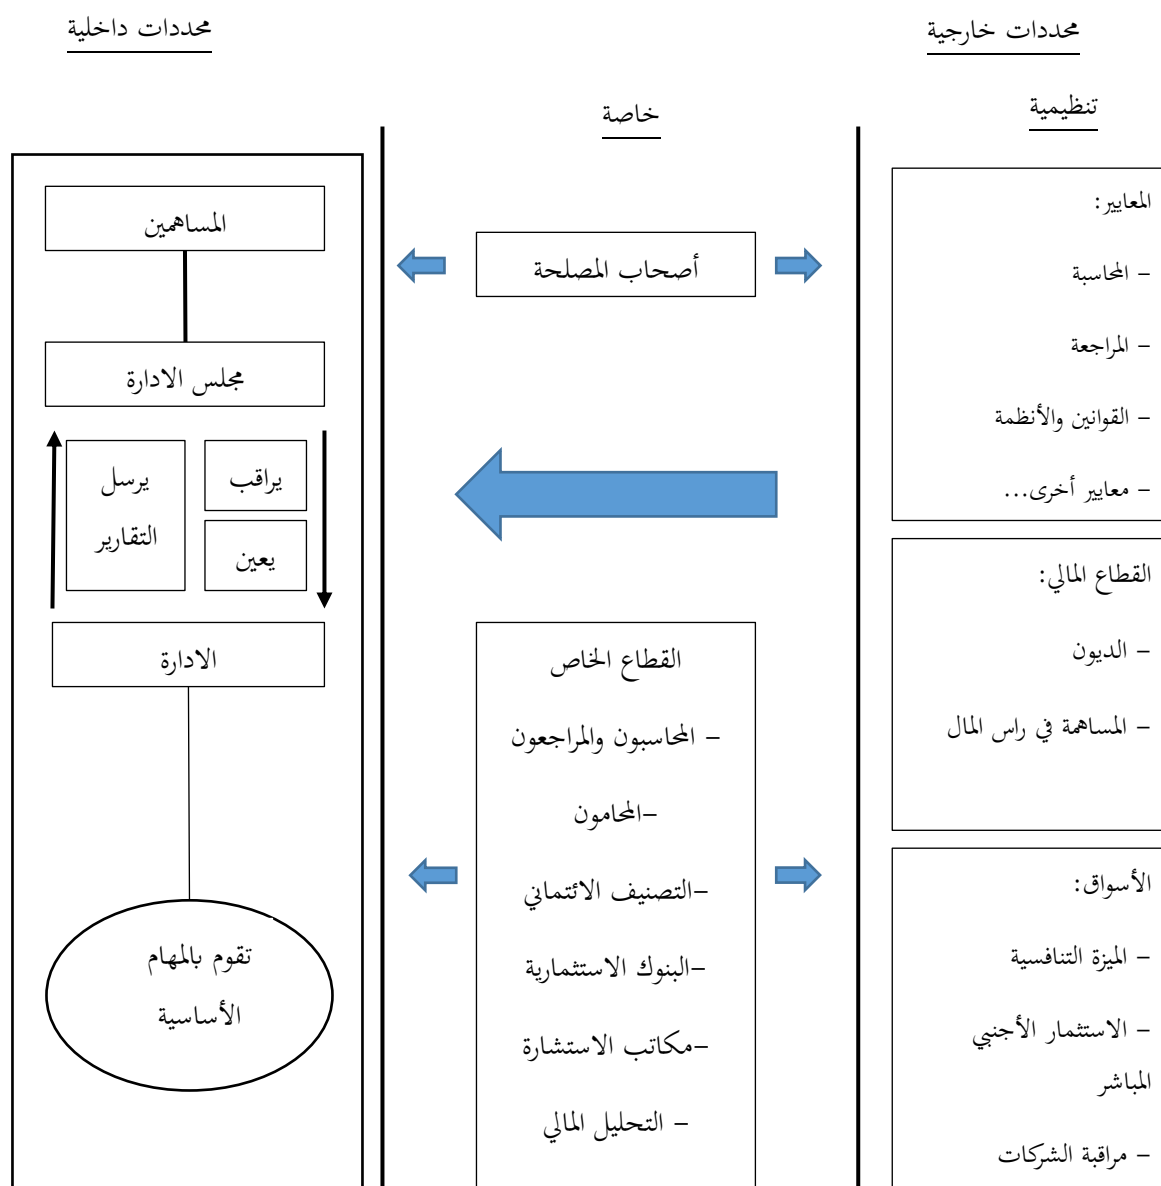 محددات خارجية
محددات داخلية
تنظيمية
خاصة
المعايير:
– المحاسبة
– المراجعة
– القوانين والأنظمة
– معايير أخرى...
القطاع المالي:
– الديون
– المساهمة في راس المال
الأسواق:
– الميزة التنافسية
– الاستثمار الأجنبي
المباشر
– مراقبة الشركات
أصحاب المصلحة
القطاع الخاص
– المحاسبون والمراجعون
–المحامون
–التصنيف الائتماني
–البنوك الاستثمارية
–مكاتب الاستشارة
– التحليل المالي
المساهمين
مجلس الادارة
يراقب
يعين
يرسل
التقارير
الادارة
تقوم بالمهام
الأساسية